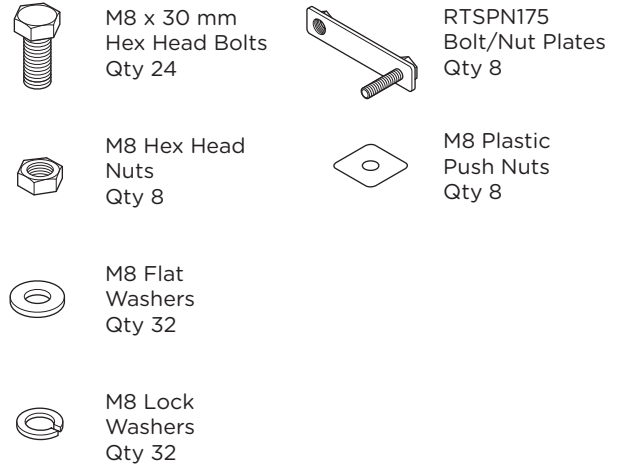 M8 x 30 mm
Hex Head Bolts
Qty 24
RTSPN175
Bolt/Nut Plates
Qty 8
M8 Hex Head
Nuts
Qty 8
M8 Plastic
Push Nuts
Qty 8
M8 Flat
Washers
Qty 32
M8 Lock
Washers
Qty 32